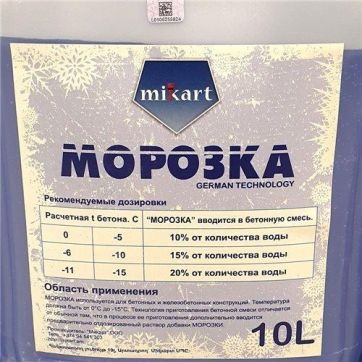 L0106055824
mikart
МОРОЗКА
GERMAN TECHNOLOGY
Рекомендуемые дозировки
Расчетная t бетона. С "МОРОЗКА" вводится в бетонную смесь.
0 -5 10% от количества воды
-6 -10 15% от количества воды
-11 -15 20% от количества воды
Область применения
МОРОЗКА используется для бетонных и железобетонных конструкций. Температура
должна быть от 0°С до -15°С. Технология приготовления бетонной смеси отличается
от обычной тем, что в процессе ее приготовления дополнительно вводится
предварительно отдозированный раствор добавки МОРОЗКИ.
Производитель: ООО
10L